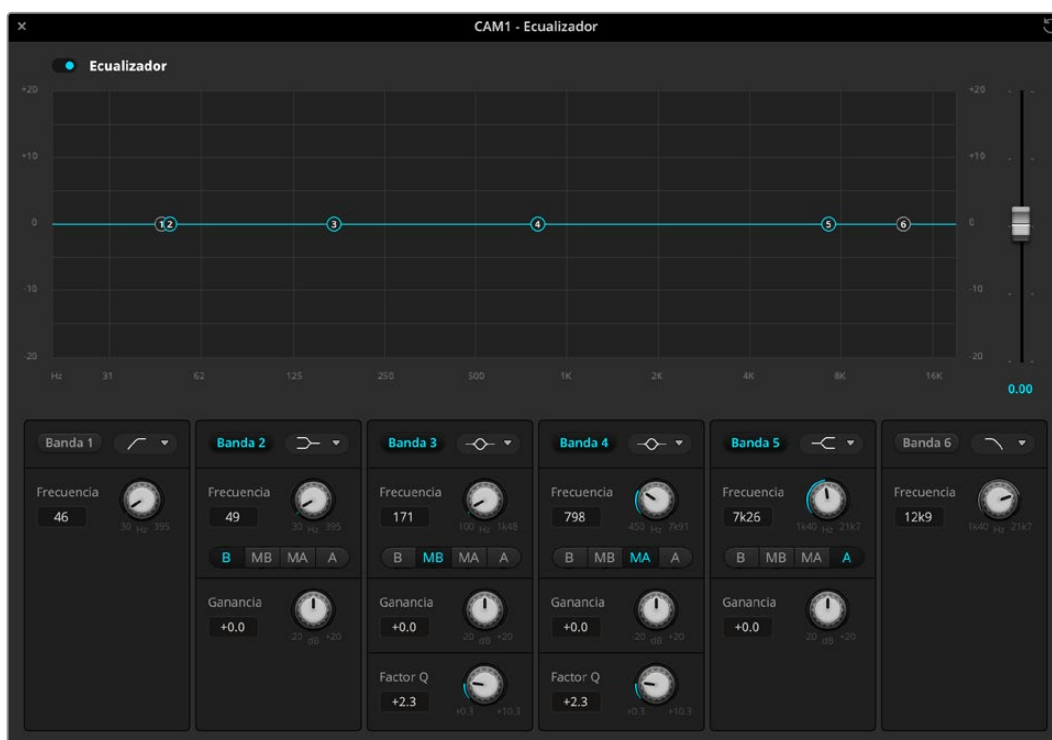 × CAM1 - Ecualizador
Ecualizador
+20 +20
+10 +10
0 1 2 3 4 5 6 0
-10 -10
-20 -20
Hz 31 62 125 250 500 1K 2K 4K 8K 16K
0.00
Banda 1 Banda 2 Banda 3 Banda 4 Banda 5 Banda 6
Frecuencia Frecuencia Frecuencia Frecuencia Frecuencia Frecuencia
46 49 171 798 7k26 12k9
30 Hz 395 30 Hz 395 100 Hz 1k48 450 Hz 7k91 1k40 Hz 21k7 1k40 Hz 21k7
B MB MA A B MB MA A B MB MA A B MB MA A
Ganancia Ganancia Ganancia Ganancia
+0.0 +0.0 +0.0 +0.0
-20 dB +20 -20 dB +20 -20 dB +20 -20 dB +20
Factor Q Factor Q
+2.3 +2.3
+0.3 +10.3 +0.3 +10.3